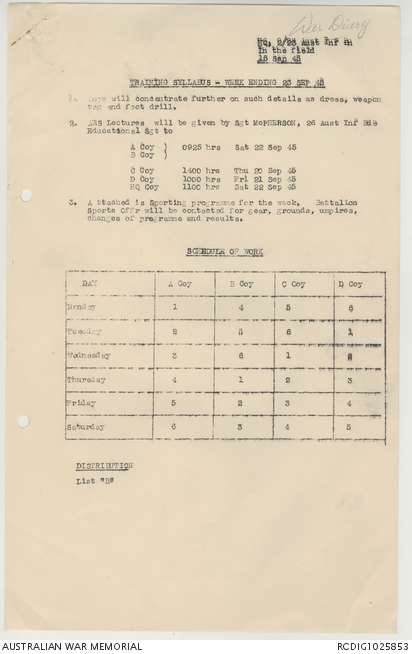 War Diary
HQ, 2/23 Aust Inf Bn
In the field
15 Sep 45
TRAINING SYLLABUS - WEEK ENDING 23 SEP 45
1. Coys will concentrate further on such details as dress, weapon
trg and foot drill.
2. AES Lectures will be given by Sgt McPHERSON, 26 Aust Inf Bde
Educational Sgt to
A Coy ) 0925 hrs Sat 22 Sep 45
B Coy )
C Coy 1400 hrs Thu 20 Sep 45
D Coy 1000 hrs Fri 21 Sep 45
HQ Coy 1100 hrs Sat 22 Sep 45
3. Attached is Sporting programme for the week. Battalion
Sports Offr will be contacted for gear, grounds, umpires,
changes of programme and results.
SCHEDULE OF WORK
DAY A Coy B Coy C Coy D Coy
Monday 1 4 5 6
Tuesday 2 5 6 1
Wednesday 3 6 1 2
Thursday 4 1 2 3
Friday 5 2 3 4
Saturday 6 3 4 5
DISTRIBUTION
List "B"
AUSTRALIAN WAR MEMORIAL
RCDIG1025853